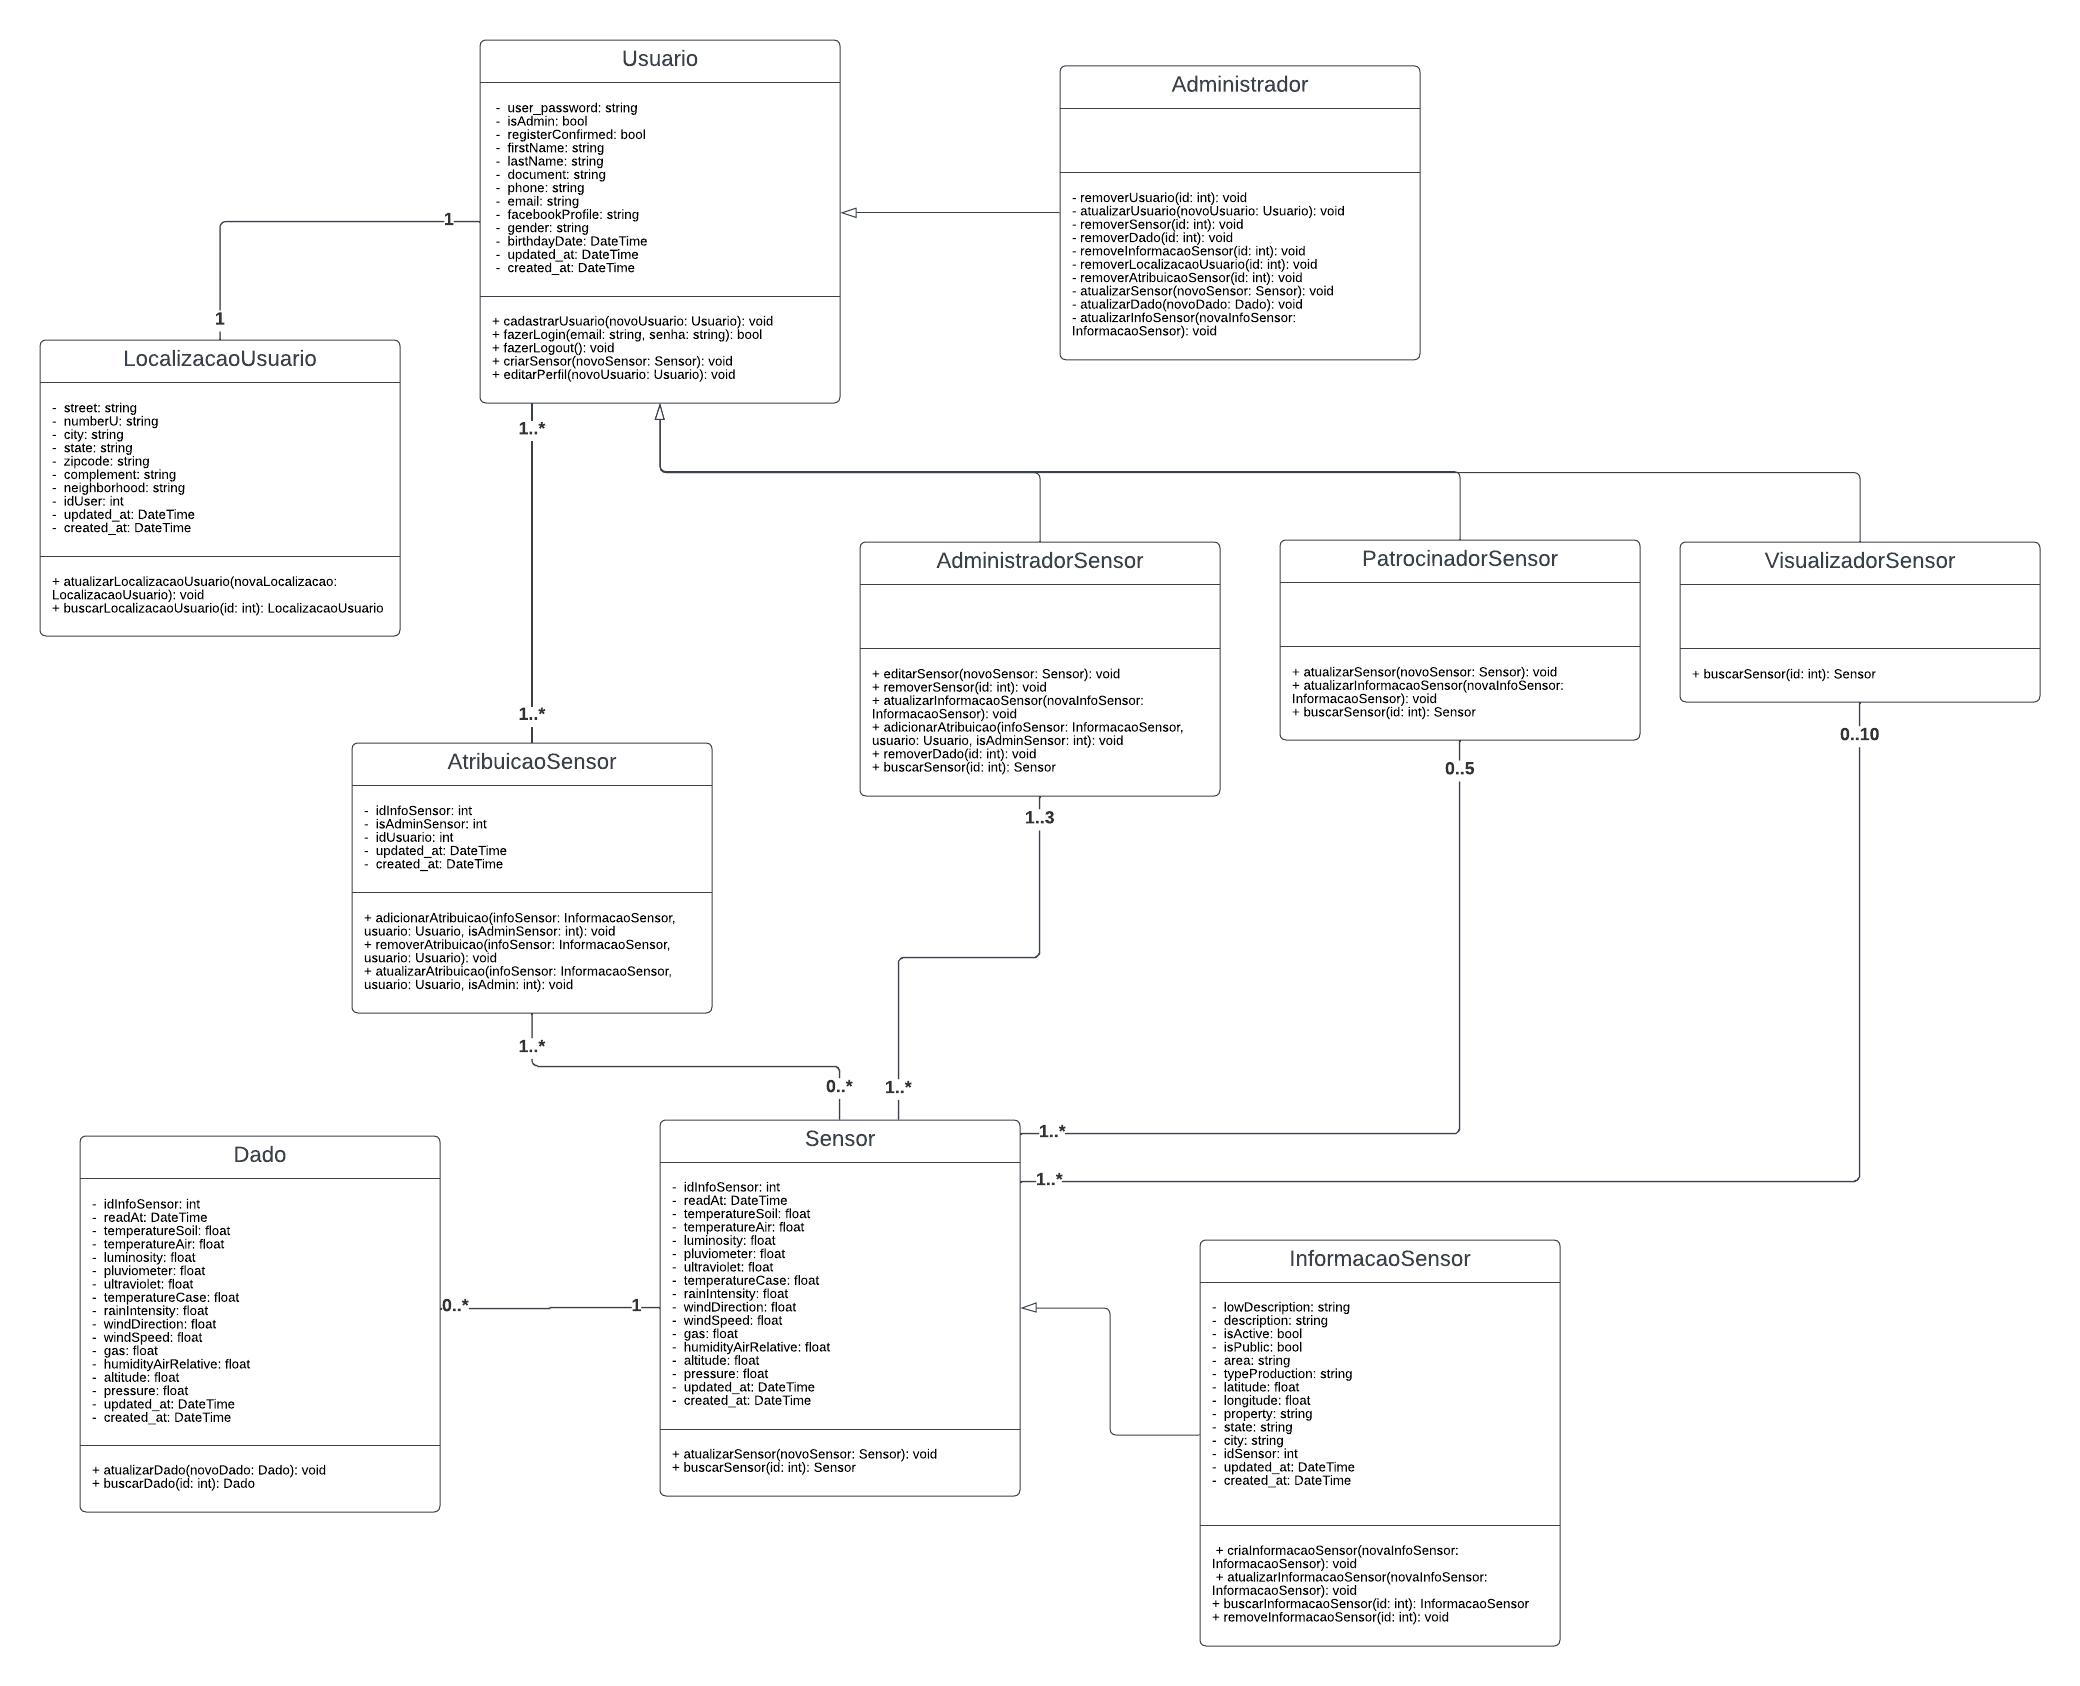 Usuario
- user_password: string
- isAdmin: bool
- registerConfirmed: bool
- firstName: string
- lastName: string
- document: string
- phone: string
- email: string
- facebookProfile: string
- gender: string
- birthdayDate: DateTime
- updated_at: DateTime
- created_at: DateTime
+ cadastrarUsuario(novoUsuario: Usuario): void
+ fazerLogin(email: string, senha: string): bool
+ fazerLogout(): void
+ criarSensor(novoSensor: Sensor): void
+ editarPerfil(novoUsuario: Usuario): void
Administrador
- removerUsuario(id: int): void
- atualizarUsuario(novoUsuario: Usuario): void
- removerSensor(id: int): void
- removerDado(id: int): void
- removeInformacaoSensor(id: int): void
- removerLocalizacaoUsuario(id: int): void
- removerAtribuicaoSensor(id: int): void
- atualizarSensor(novoSensor: Sensor): void
- atualizarDado(novoDado: Dado): void
- atualizarInfoSensor(novaInfoSensor:
InformacaoSensor): void
1
1
LocalizacaoUsuario
- street: string
- numberU: string
- city: string
- state: string
- zipcode: string
- complement: string
- neighborhood: string
- idUser: int
- updated_at: DateTime
- created_at: DateTime
+ atualizarLocalizacaoUsuario(novaLocalizacao:
LocalizacaoUsuario): void
+ buscarLocalizacaoUsuario(id: int): LocalizacaoUsuario
1..*
1..*
AdministradorSensor
+ editarSensor(novoSensor: Sensor): void
+ removerSensor(id: int): void
+ atualizarInformacaoSensor(novaInfoSensor:
InformacaoSensor): void
+ adicionarAtribuicao(infoSensor: InformacaoSensor,
usuario: Usuario, isAdminSensor: int): void
+ removerDado(id: int): void
+ buscarSensor(id: int): Sensor
1..3
PatrocinadorSensor
+ atualizarSensor(novoSensor: Sensor): void
+ atualizarInformacaoSensor(novaInfoSensor:
InformacaoSensor): void
+ buscarSensor(id: int): Sensor
0..5
VisualizadorSensor
+ buscarSensor(id: int): Sensor
0..10
AtribuicaoSensor
- idInfoSensor: int
- isAdminSensor: int
- idUsuario: int
- updated_at: DateTime
- created_at: DateTime
+ adicionarAtribuicao(infoSensor: InformacaoSensor,
usuario: Usuario, isAdminSensor: int): void
+ removerAtribuicao(infoSensor: InformacaoSensor,
usuario: Usuario): void
+ atualizarAtribuicao(infoSensor: InformacaoSensor,
usuario: Usuario, isAdmin: int): void
1..*
0..*
1..*
1..*
1..*
Dado
- idInfoSensor: int
- readAt: DateTime
- temperatureSoil: float
- temperatureAir: float
- luminosity: float
- pluviometer: float
- ultraviolet: float
- temperatureCase: float
- rainIntensity: float
- windDirection: float
- windSpeed: float
- gas: float
- humidityAirRelative: float
- altitude: float
- pressure: float
- updated_at: DateTime
- created_at: DateTime
+ atualizarDado(novoDado: Dado): void
+ buscarDado(id: int): Dado
0..*
1
Sensor
- idInfoSensor: int
- readAt: DateTime
- temperatureSoil: float
- temperatureAir: float
- luminosity: float
- pluviometer: float
- ultraviolet: float
- temperatureCase: float
- rainIntensity: float
- windDirection: float
- windSpeed: float
- gas: float
- humidityAirRelative: float
- altitude: float
- pressure: float
- updated_at: DateTime
- created_at: DateTime
+ atualizarSensor(novoSensor: Sensor): void
+ buscarSensor(id: int): Sensor
InformacaoSensor
- lowDescription: string
- description: string
- isActive: bool
- isPublic: bool
- area: string
- typeProduction: string
- latitude: float
- longitude: float
- property: string
- state: string
- city: string
- idSensor: int
- updated_at: DateTime
- created_at: DateTime
+ criaInformacaoSensor(novaInfoSensor:
InformacaoSensor): void
+ atualizarInformacaoSensor(novaInfoSensor:
InformacaoSensor): void
+ buscarInformacaoSensor(id: int): InformacaoSensor
+ removeInformacaoSensor(id: int): void